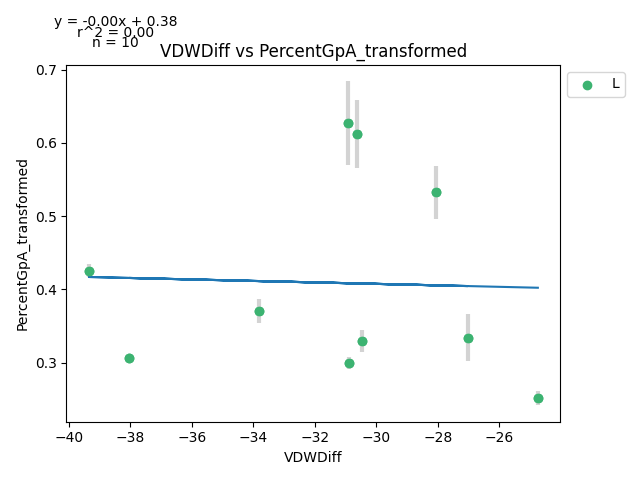 y = -0.00x + 0.38
r^2 = 0.00
n = 10
VDWDiff vs PercentGpA_transformed
L
0.7
0.6
0.5
0.4
0.3
PercentGpA_transformed
−40 −38 −36 −34 −32 −30 −28 −26
VDWDiff